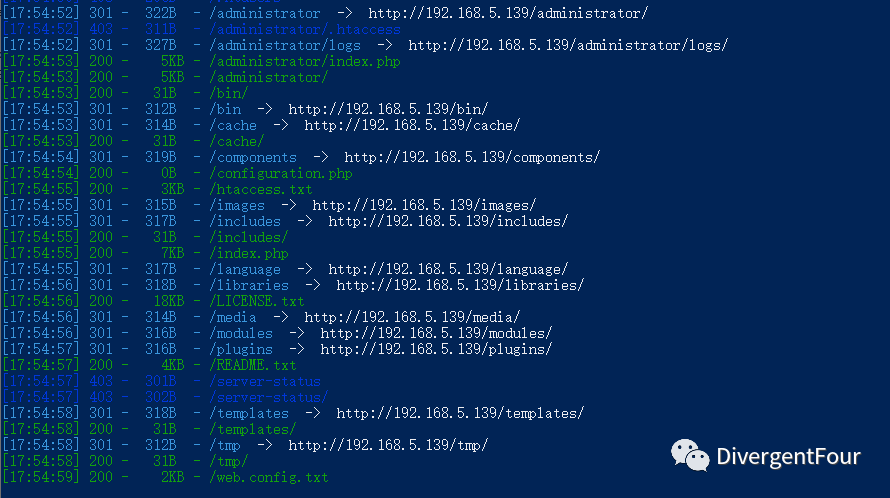 [17:54:52] 301 -  322B  - /administrator  ->  http://192.168.5.139/administrator/
[17:54:52] 403 -  311B  - /administrator/.htaccess
[17:54:52] 301 -  327B  - /administrator/logs  ->  http://192.168.5.139/administrator/logs/
[17:54:53] 200 -    5KB - /administrator/index.php
[17:54:53] 200 -    5KB - /administrator/
[17:54:53] 200 -   31B  - /bin/
[17:54:53] 301 -  312B  - /bin  ->  http://192.168.5.139/bin/
[17:54:53] 301 -  314B  - /cache  ->  http://192.168.5.139/cache/
[17:54:53] 200 -   31B  - /cache/
[17:54:54] 301 -  319B  - /components  ->  http://192.168.5.139/components/
[17:54:54] 200 -    0B  - /configuration.php
[17:54:55] 200 -    3KB - /htaccess.txt
[17:54:55] 301 -  315B  - /images  ->  http://192.168.5.139/images/
[17:54:55] 301 -  317B  - /includes  ->  http://192.168.5.139/includes/
[17:54:55] 200 -   31B  - /includes/
[17:54:55] 200 -    7KB - /index.php
[17:54:55] 301 -  317B  - /language  ->  http://192.168.5.139/language/
[17:54:56] 301 -  318B  - /libraries  ->  http://192.168.5.139/libraries/
[17:54:56] 200 -   18KB - /LICENSE.txt
[17:54:56] 301 -  314B  - /media  ->  http://192.168.5.139/media/
[17:54:56] 301 -  316B  - /modules  ->  http://192.168.5.139/modules/
[17:54:57] 301 -  316B  - /plugins  ->  http://192.168.5.139/plugins/
[17:54:57] 200 -    4KB - /README.txt
[17:54:57] 403 -  301B  - /server-status
[17:54:57] 403 -  302B  - /server-status/
[17:54:58] 301 -  318B  - /templates  ->  http://192.168.5.139/templates/
[17:54:58] 200 -   31B  - /templates/
[17:54:58] 301 -  312B  - /tmp  ->  http://192.168.5.139/tmp/
[17:54:58] 200 -   31B  - /tmp/
[17:54:59] 200 -    2KB - /web.config.txt
DivergentFour